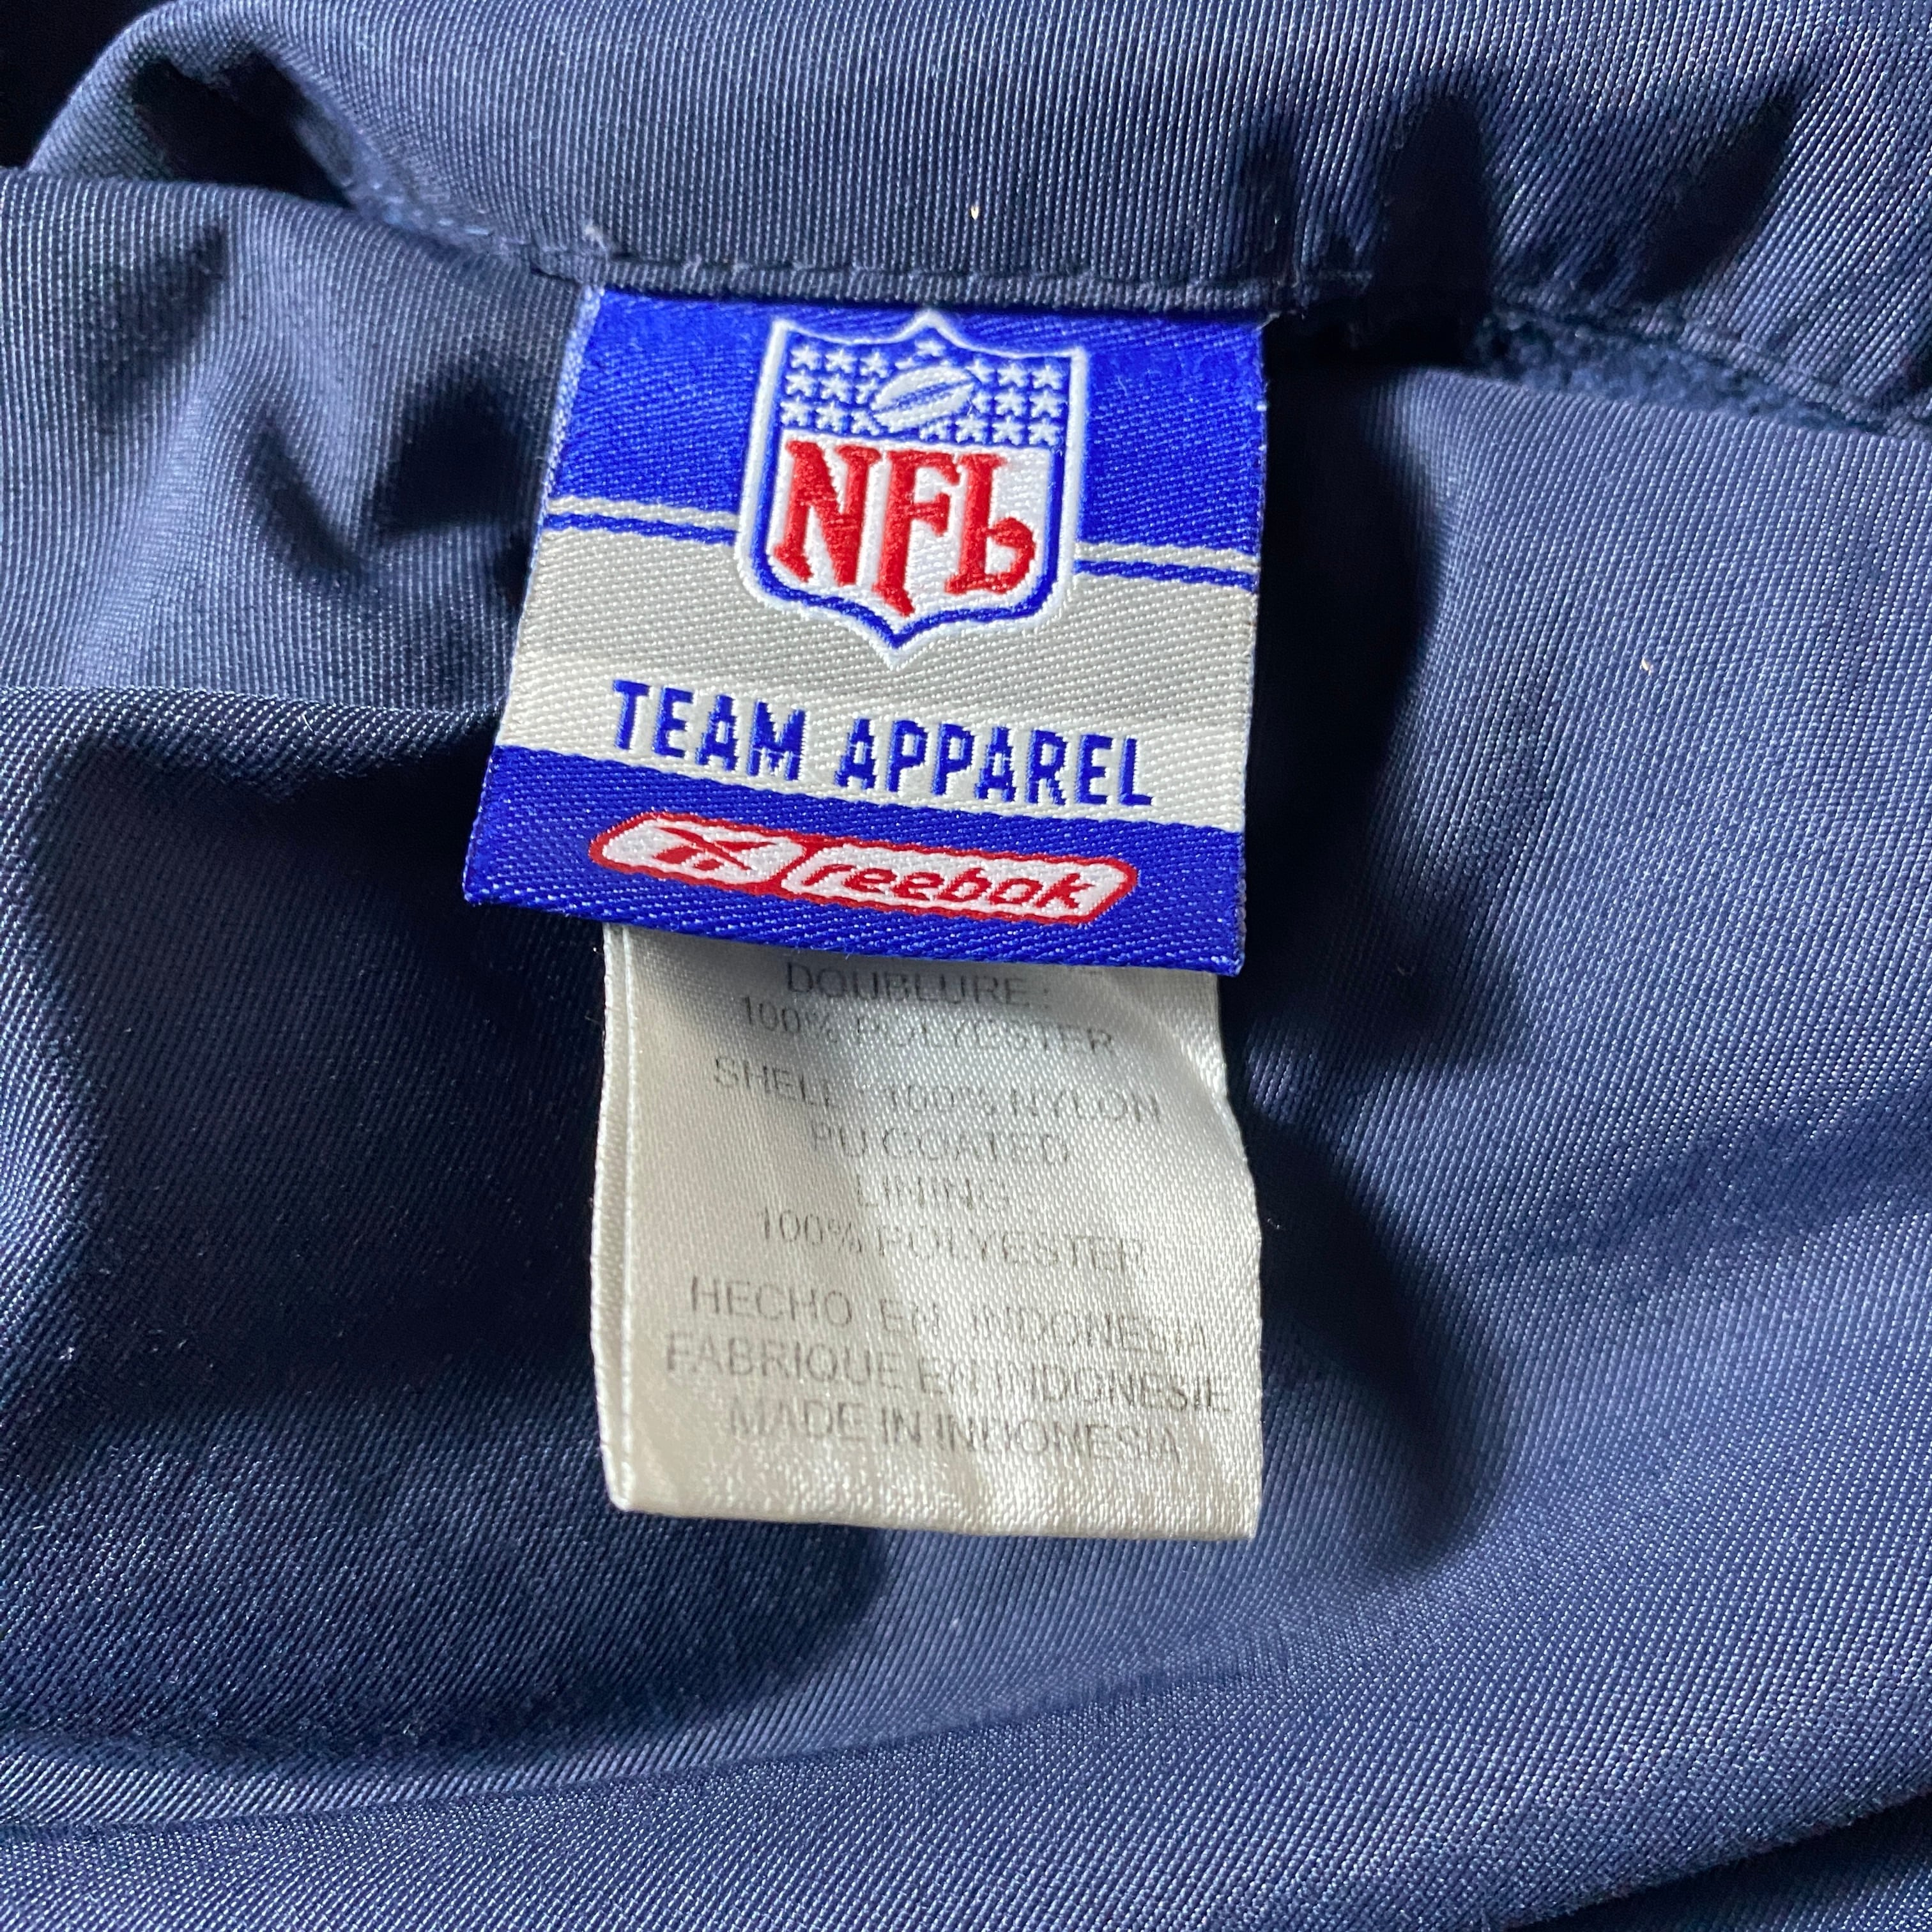 NFL
TEAM APPAREL
reebok
DOUBLURE :
100% POLYESTER
SHELL : 100% NYLON
PU COATED
LINING :
100% POLYESTER
HECHO EN INDONESIA
FABRIQUE EN INDONESIE
MADE IN INDONESIA